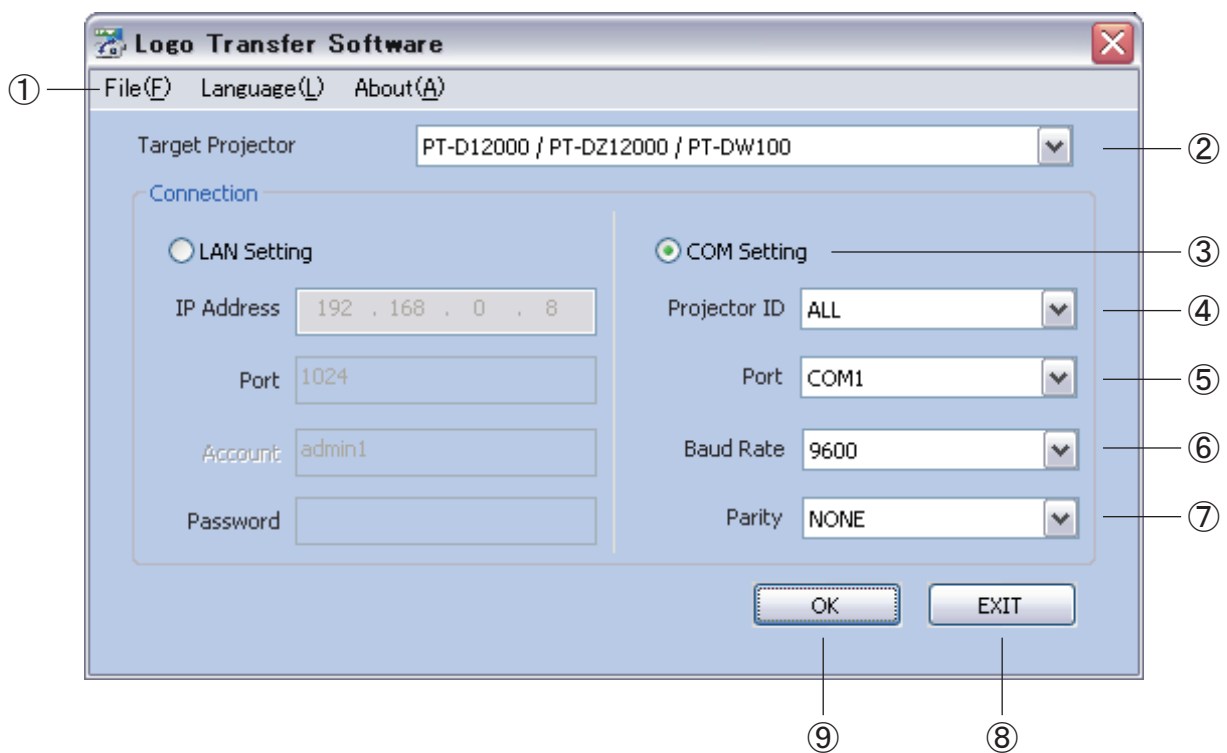 Logo Transfer Software
① File(F) Language(L) About(A)
Target Projector PT-D12000 / PT-DZ12000 / PT-DW100 ②
Connection
LAN Setting COM Setting ③
IP Address 192 . 168 . 0 . 8 Projector ID ALL ④
Port 1024 Port COM1 ⑤
Account admin1 Baud Rate 9600 ⑥
Password Parity NONE ⑦
OK EXIT
⑨ ⑧